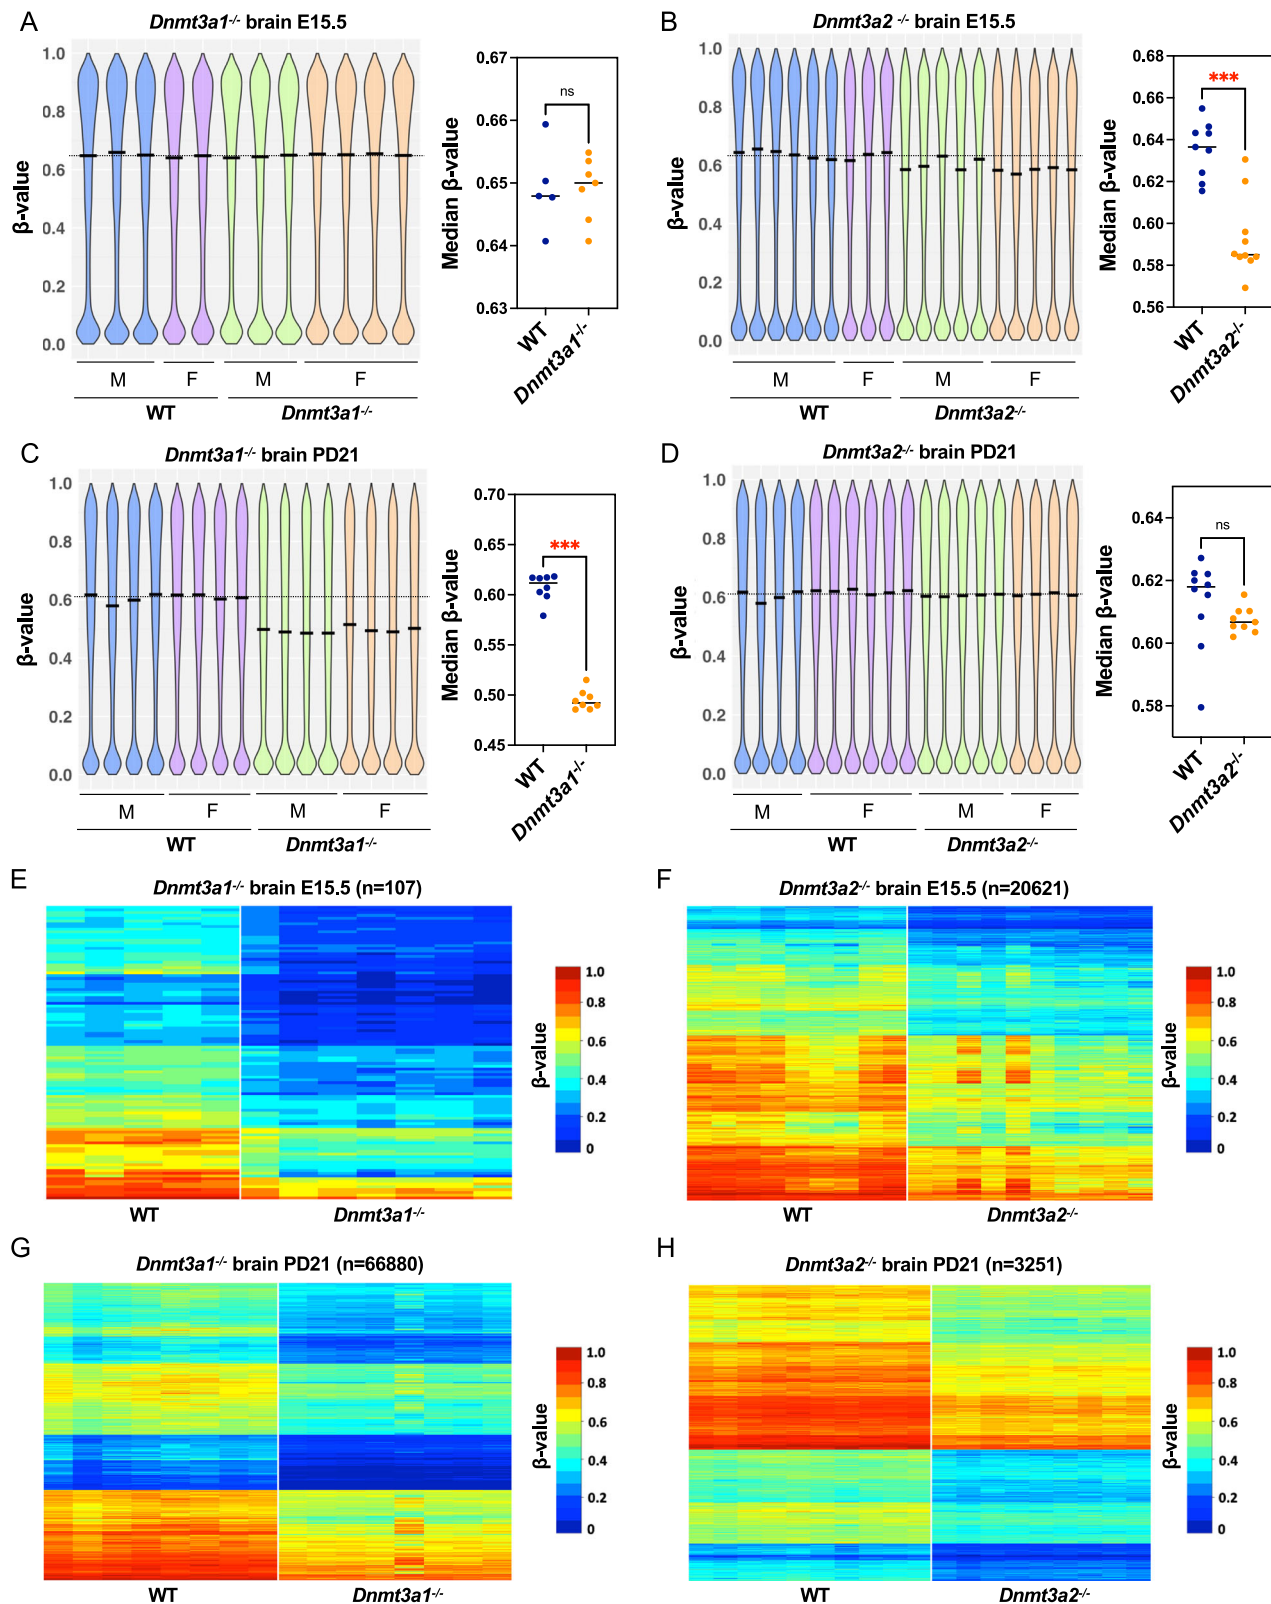 A
Dnmt3a1-/- brain E15.5
β-value
1.0
0.8
0.6
0.4
0.2
0.0
M
F
M
F
WT
Dnmt3a1-/-
Median β-value
0.67
0.66
0.65
0.64
0.63
ns
WT
Dnmt3a1-/-
B
Dnmt3a2 -/- brain E15.5
β-value
1.0
0.8
0.6
0.4
0.2
0.0
M
F
M
F
WT
Dnmt3a2-/-
Median β-value
0.68
0.66
0.64
0.62
0.60
0.58
0.56
***
WT
Dnmt3a2-/-
C
Dnmt3a1-/- brain PD21
β-value
1.0
0.8
0.6
0.4
0.2
0.0
M
F
M
F
WT
Dnmt3a1-/-
Median β-value
0.70
0.65
0.60
0.55
0.50
0.45
***
WT
Dnmt3a1-/-
D
Dnmt3a2-/- brain PD21
β-value
1.0
0.8
0.6
0.4
0.2
0.0
M
F
M
F
WT
Dnmt3a2-/-
Median β-value
0.64
0.62
0.60
0.58
ns
WT
Dnmt3a2-/-
E
Dnmt3a1-/- brain E15.5 (n=107)
WT
Dnmt3a1-/-
β-value
1.0
0.8
0.6
0.4
0.2
0
F
Dnmt3a2-/- brain E15.5 (n=20621)
WT
Dnmt3a2-/-
β-value
1.0
0.8
0.6
0.4
0.2
0
G
Dnmt3a1-/- brain PD21 (n=66880)
WT
Dnmt3a1-/-
β-value
1.0
0.8
0.6
0.4
0.2
0
H
Dnmt3a2-/- brain PD21 (n=3251)
WT
Dnmt3a2-/-
β-value
1.0
0.8
0.6
0.4
0.2
0